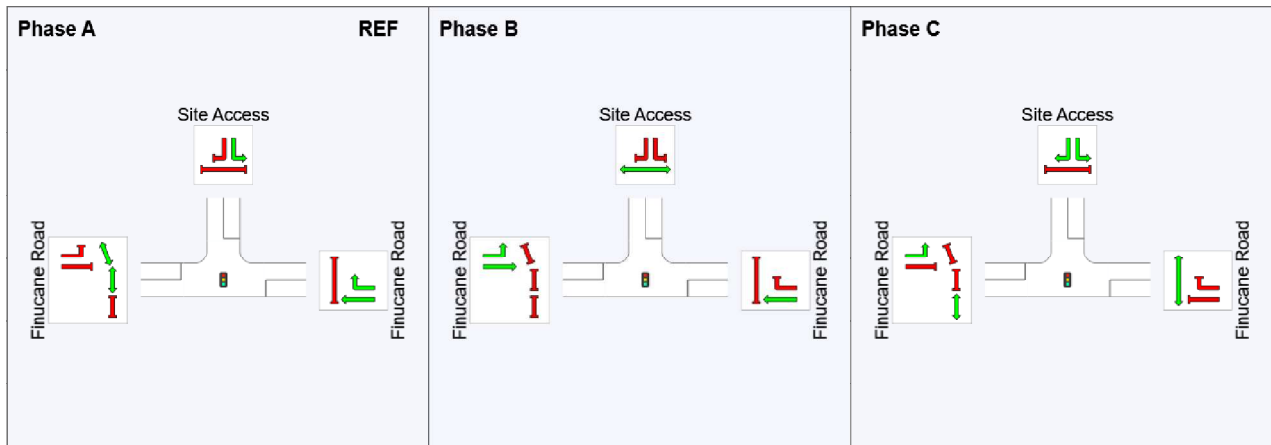 Phase A
REF
Site Access
Finucane Road
Finucane Road
Phase B
Site Access
Finucane Road
Finucane Road
Phase C
Site Access
Finucane Road
Finucane Road